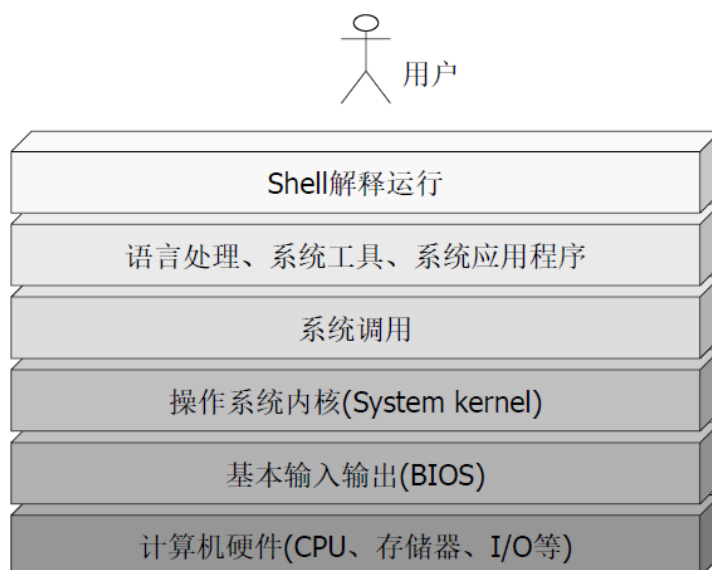 用户
Shell解释运行
语言处理、系统工具、系统应用程序
系统调用
操作系统内核(System kernel)
基本输入输出(BIOS)
计算机硬件(CPU、存储器、I/O等)